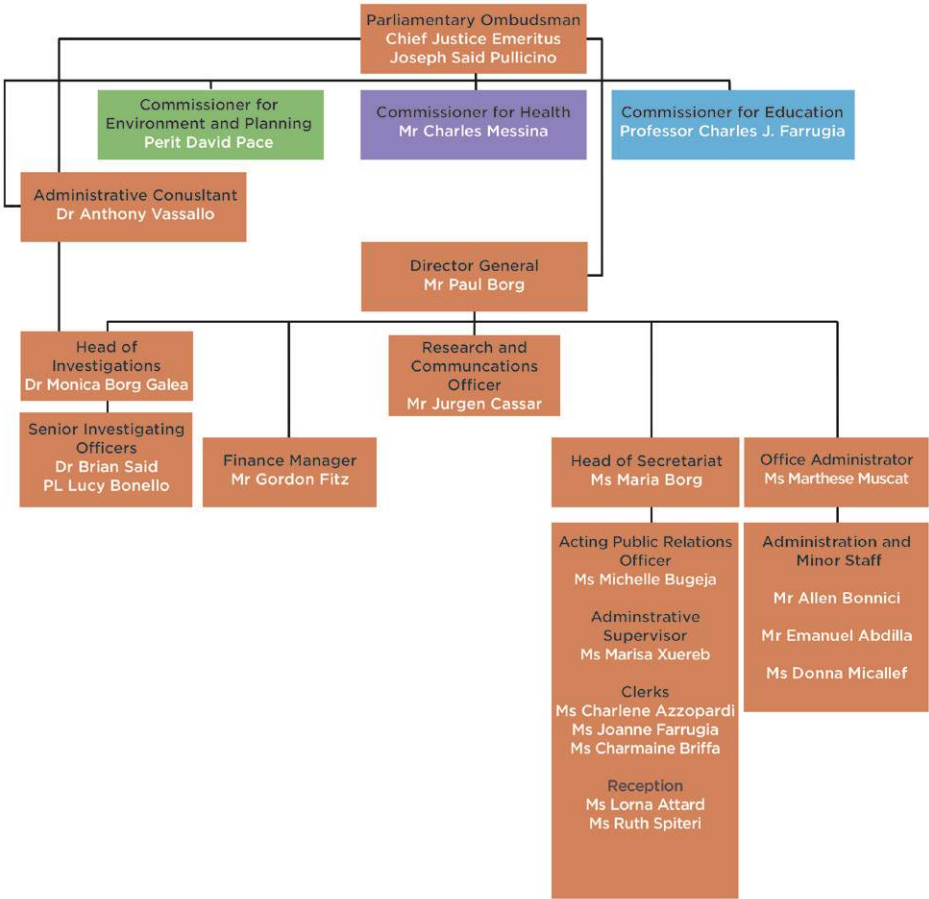 Parliamentary Ombudsman
Chief Justice Emeritus
Joseph Said Pullicino
Commissioner for
Environment and Planning
Perit David Pace
Commissioner for Health
Mr Charles Messina
Commissioner for Education
Professor Charles J. Farrugia
Administrative Conusltant
Dr Anthony Vassallo
Director General
Mr Paul Borg
Head of
Investigations
Dr Monica Borg Galea
Research and
Communcations
Officer
Mr Jurgen Cassar
Senior Investigating
Officers
Dr Brian Said
PL Lucy Bonello
Finance Manager
Mr Gordon Fitz
Head of Secretariat
Ms Maria Borg
Office Administrator
Ms Marthese Muscat
Acting Public Relations
Officer
Ms Michelle Bugeja
Adminstrative
Supervisor
Ms Marisa Xuereb
Clerks
Ms Charlene Azzopardi
Ms Joanne Farrugia
Ms Charmaine Briffa
Reception
Ms Lorna Attard
Ms Ruth Spiteri
Administration and
Minor Staff
Mr Allen Bonnici
Mr Emanuel Abdilla
Ms Donna Micallef